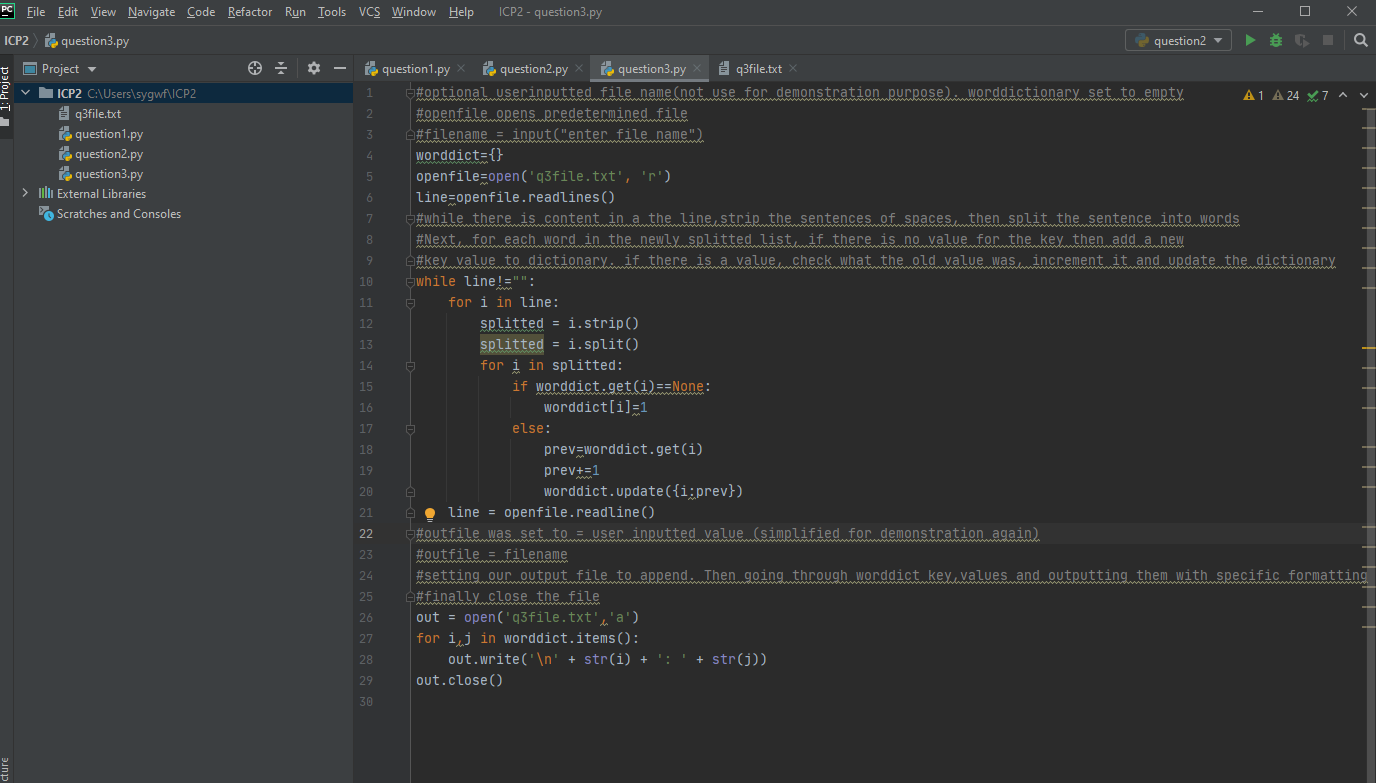 PC File Edit View Navigate Code Refactor Run Tools VCS Window Help ICP2 - question3.py
ICP2 question3.py question2
1: Project
Project question1.py question2.py question3.py q3file.txt
ICP2 C:\Users\sygwf\ICP2
q3file.txt
question1.py
question2.py
question3.py
External Libraries
Scratches and Consoles
1 24 7
1 #optional userinputted file name(not use for demonstration purpose). worddictionary set to empty
2 #openfile opens predetermined file
3 #filename = input("enter file name")
4 worddict={}
5 openfile=open('q3file.txt', 'r')
6 line=openfile.readlines()
7 #while there is content in a the line,strip the sentences of spaces, then split the sentence into words
8 #Next, for each word in the newly splitted list, if there is no value for the key then add a new
9 #key value to dictionary. if there is a value, check what the old value was, increment it and update the dictionary
10 while line!="":
11 for i in line:
12 splitted = i.strip()
13 splitted = i.split()
14 for i in splitted:
15 if worddict.get(i)==None:
16 worddict[i]=1
17 else:
18 prev=worddict.get(i)
19 prev+=1
20 worddict.update({i:prev})
21 line = openfile.readline()
22 #outfile was set to = user inputted value (simplified for demonstration again)
23 #outfile = filename
24 #setting our output file to append. Then going through worddict key,values and outputting them with specific formatting
25 #finally close the file
26 out = open('q3file.txt','a')
27 for i,j in worddict.items():
28 out.write('\n' + str(i) + ': ' + str(j))
29 out.close()
30
cture